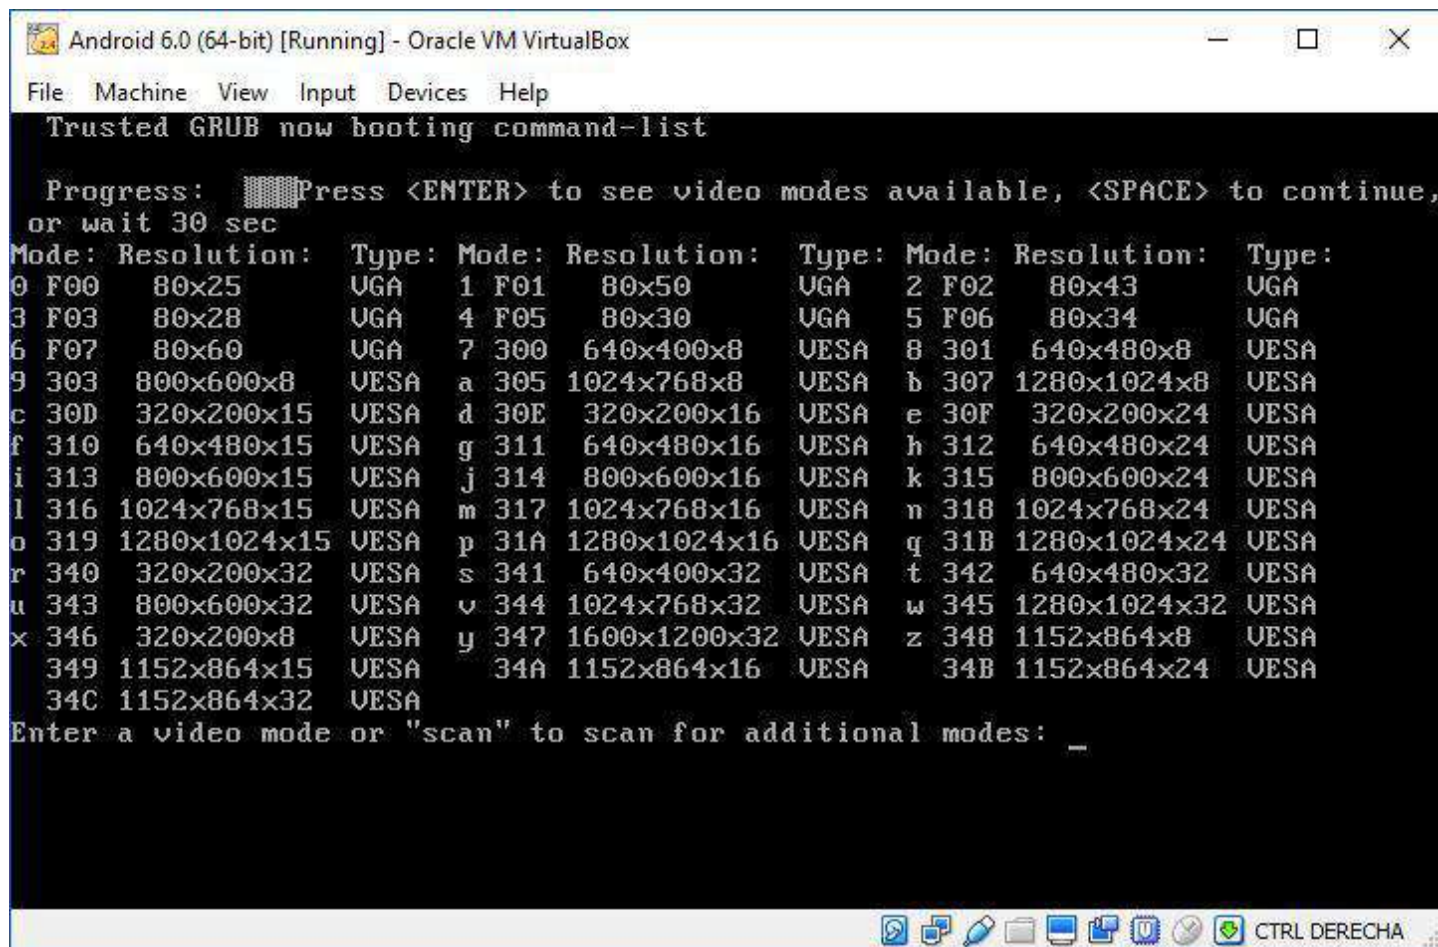 Android 6.0 (64-bit) [Running] - Oracle VM VirtualBox
File Machine View Input Devices Help
Trusted GRUB now booting command-list
Progress: ▒▒▒Press <ENTER> to see video modes available, <SPACE> to continue,
or wait 30 sec
Mode: Resolution: Type: Mode: Resolution: Type: Mode: Resolution: Type:
0 F00 80x25 VGA 1 F01 80x50 VGA 2 F02 80x43 VGA
3 F03 80x28 VGA 4 F05 80x30 VGA 5 F06 80x34 VGA
6 F07 80x60 VGA 7 300 640x400x8 VESA 8 301 640x480x8 VESA
9 303 800x600x8 VESA a 305 1024x768x8 VESA b 307 1280x1024x8 VESA
c 30D 320x200x15 VESA d 30E 320x200x16 VESA e 30F 320x200x24 VESA
f 310 640x480x15 VESA g 311 640x480x16 VESA h 312 640x480x24 VESA
i 313 800x600x15 VESA j 314 800x600x16 VESA k 315 800x600x24 VESA
l 316 1024x768x15 VESA m 317 1024x768x16 VESA n 318 1024x768x24 VESA
o 319 1280x1024x15 VESA p 31A 1280x1024x16 VESA q 31B 1280x1024x24 VESA
r 340 320x200x32 VESA s 341 640x400x32 VESA t 342 640x480x32 VESA
u 343 800x600x32 VESA v 344 1024x768x32 VESA w 345 1280x1024x32 VESA
x 346 320x200x8 VESA y 347 1600x1200x32 VESA z 348 1152x864x8 VESA
349 1152x864x15 VESA 34A 1152x864x16 VESA 34B 1152x864x24 VESA
34C 1152x864x32 VESA
Enter a video mode or "scan" to scan for additional modes: _
CTRL DERECHA